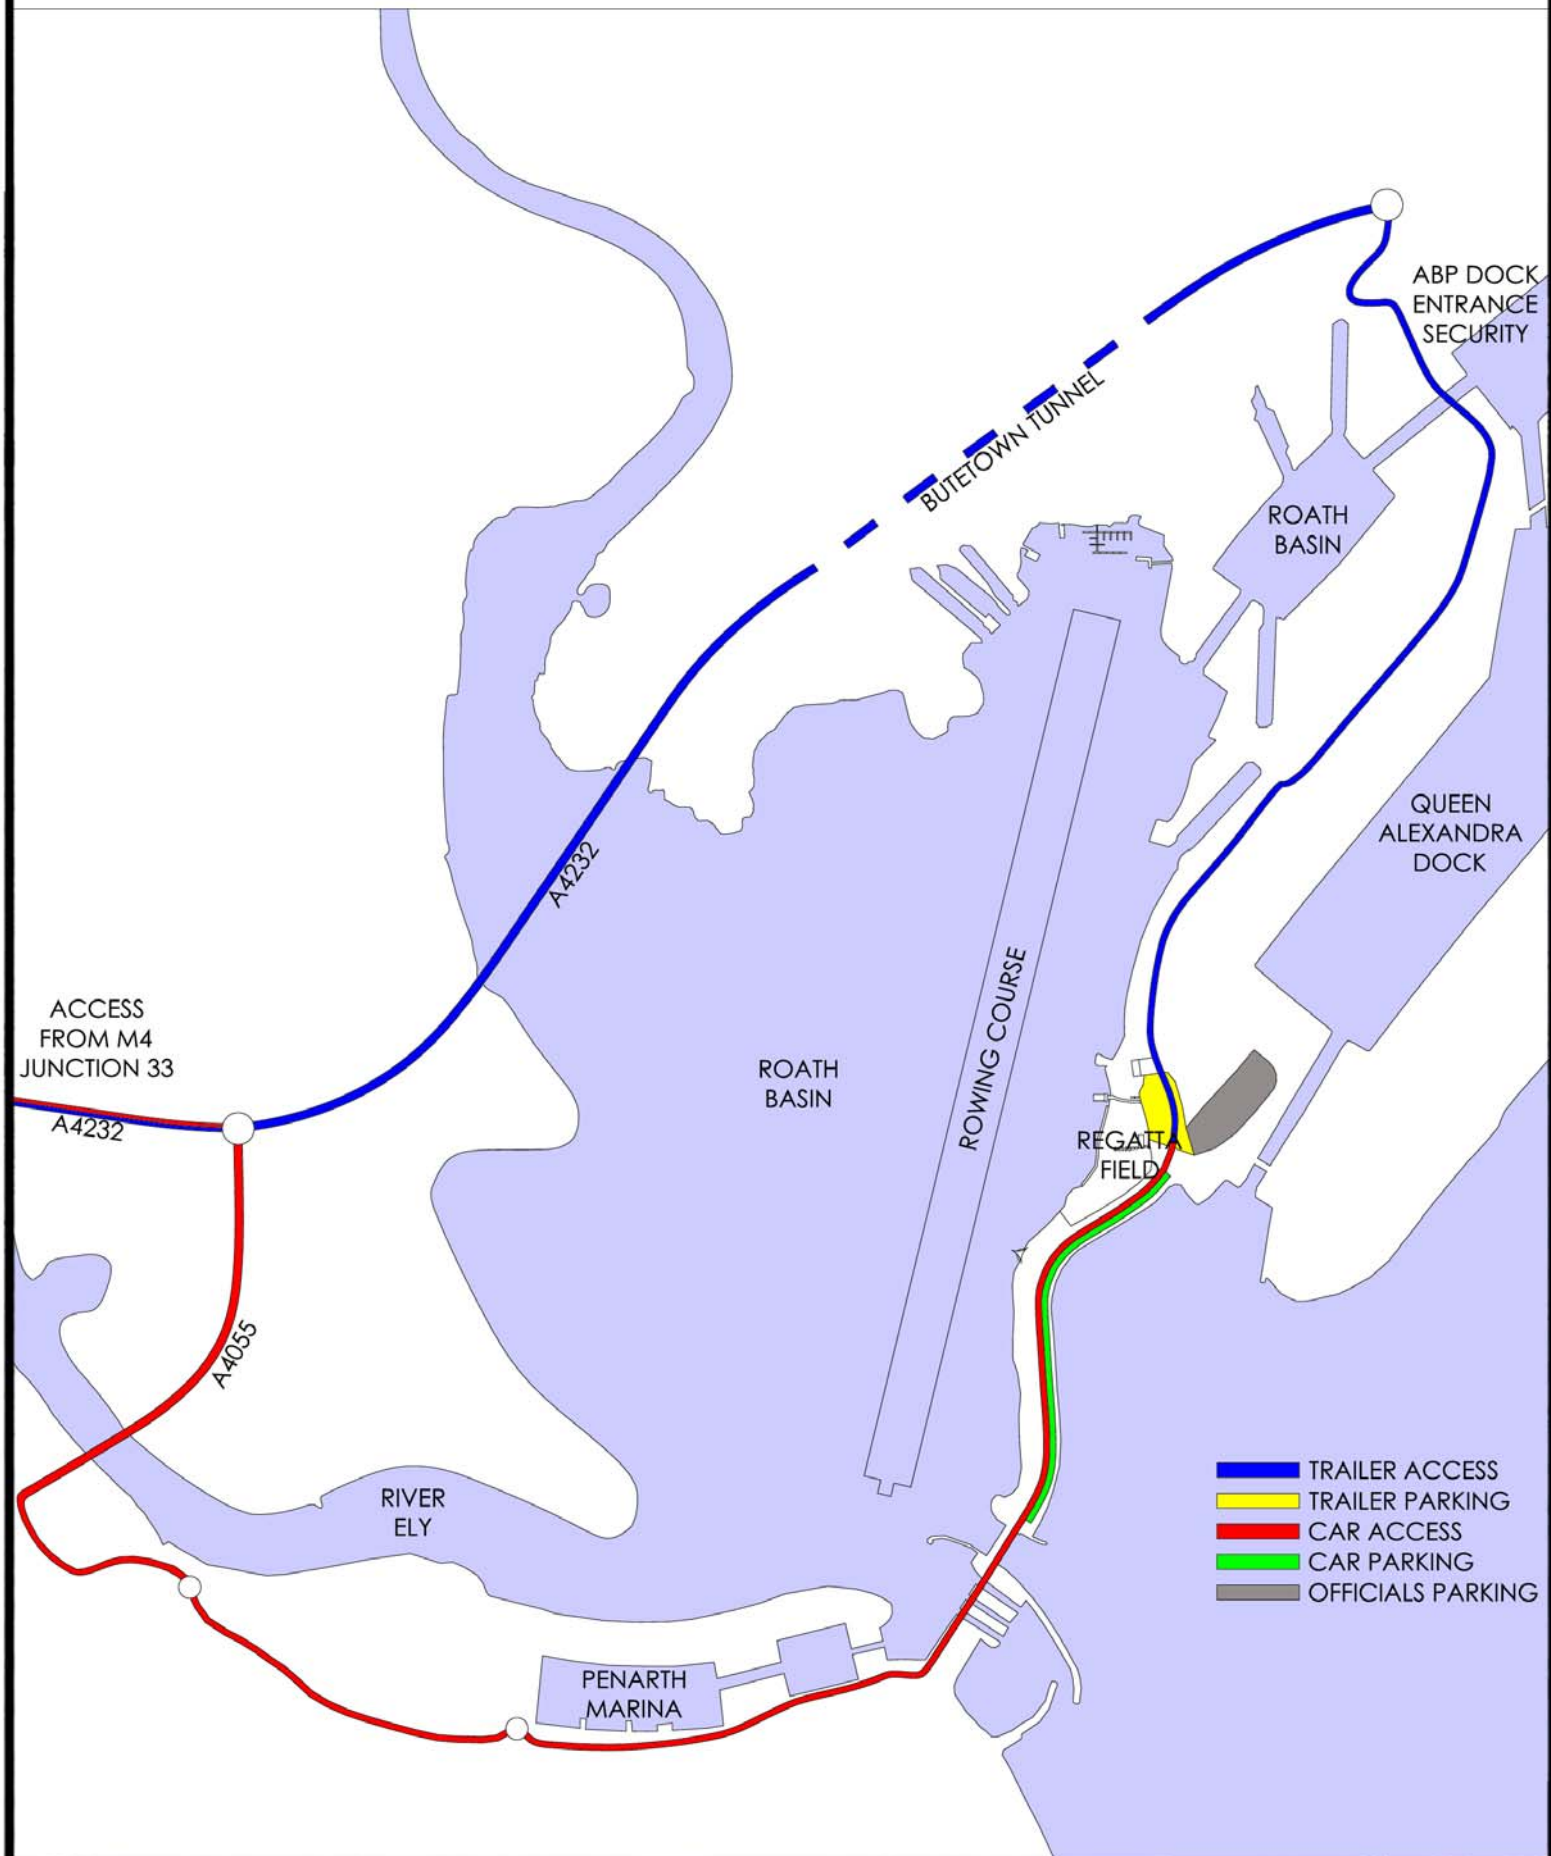 ABP DOCK
ENTRANCE
SECURITY
BUTETOWN TUNNEL
ROATH
BASIN
QUEEN
ALEXANDRA
DOCK
A4232
ACCESS
FROM M4
JUNCTION 33
A4232
ROATH
BASIN
ROWING COURSE
REGATTA
FIELD
A4055
RIVER
ELY
PENARTH
MARINA
TRAILER ACCESS
TRAILER PARKING
CAR ACCESS
CAR PARKING
OFFICIALS PARKING